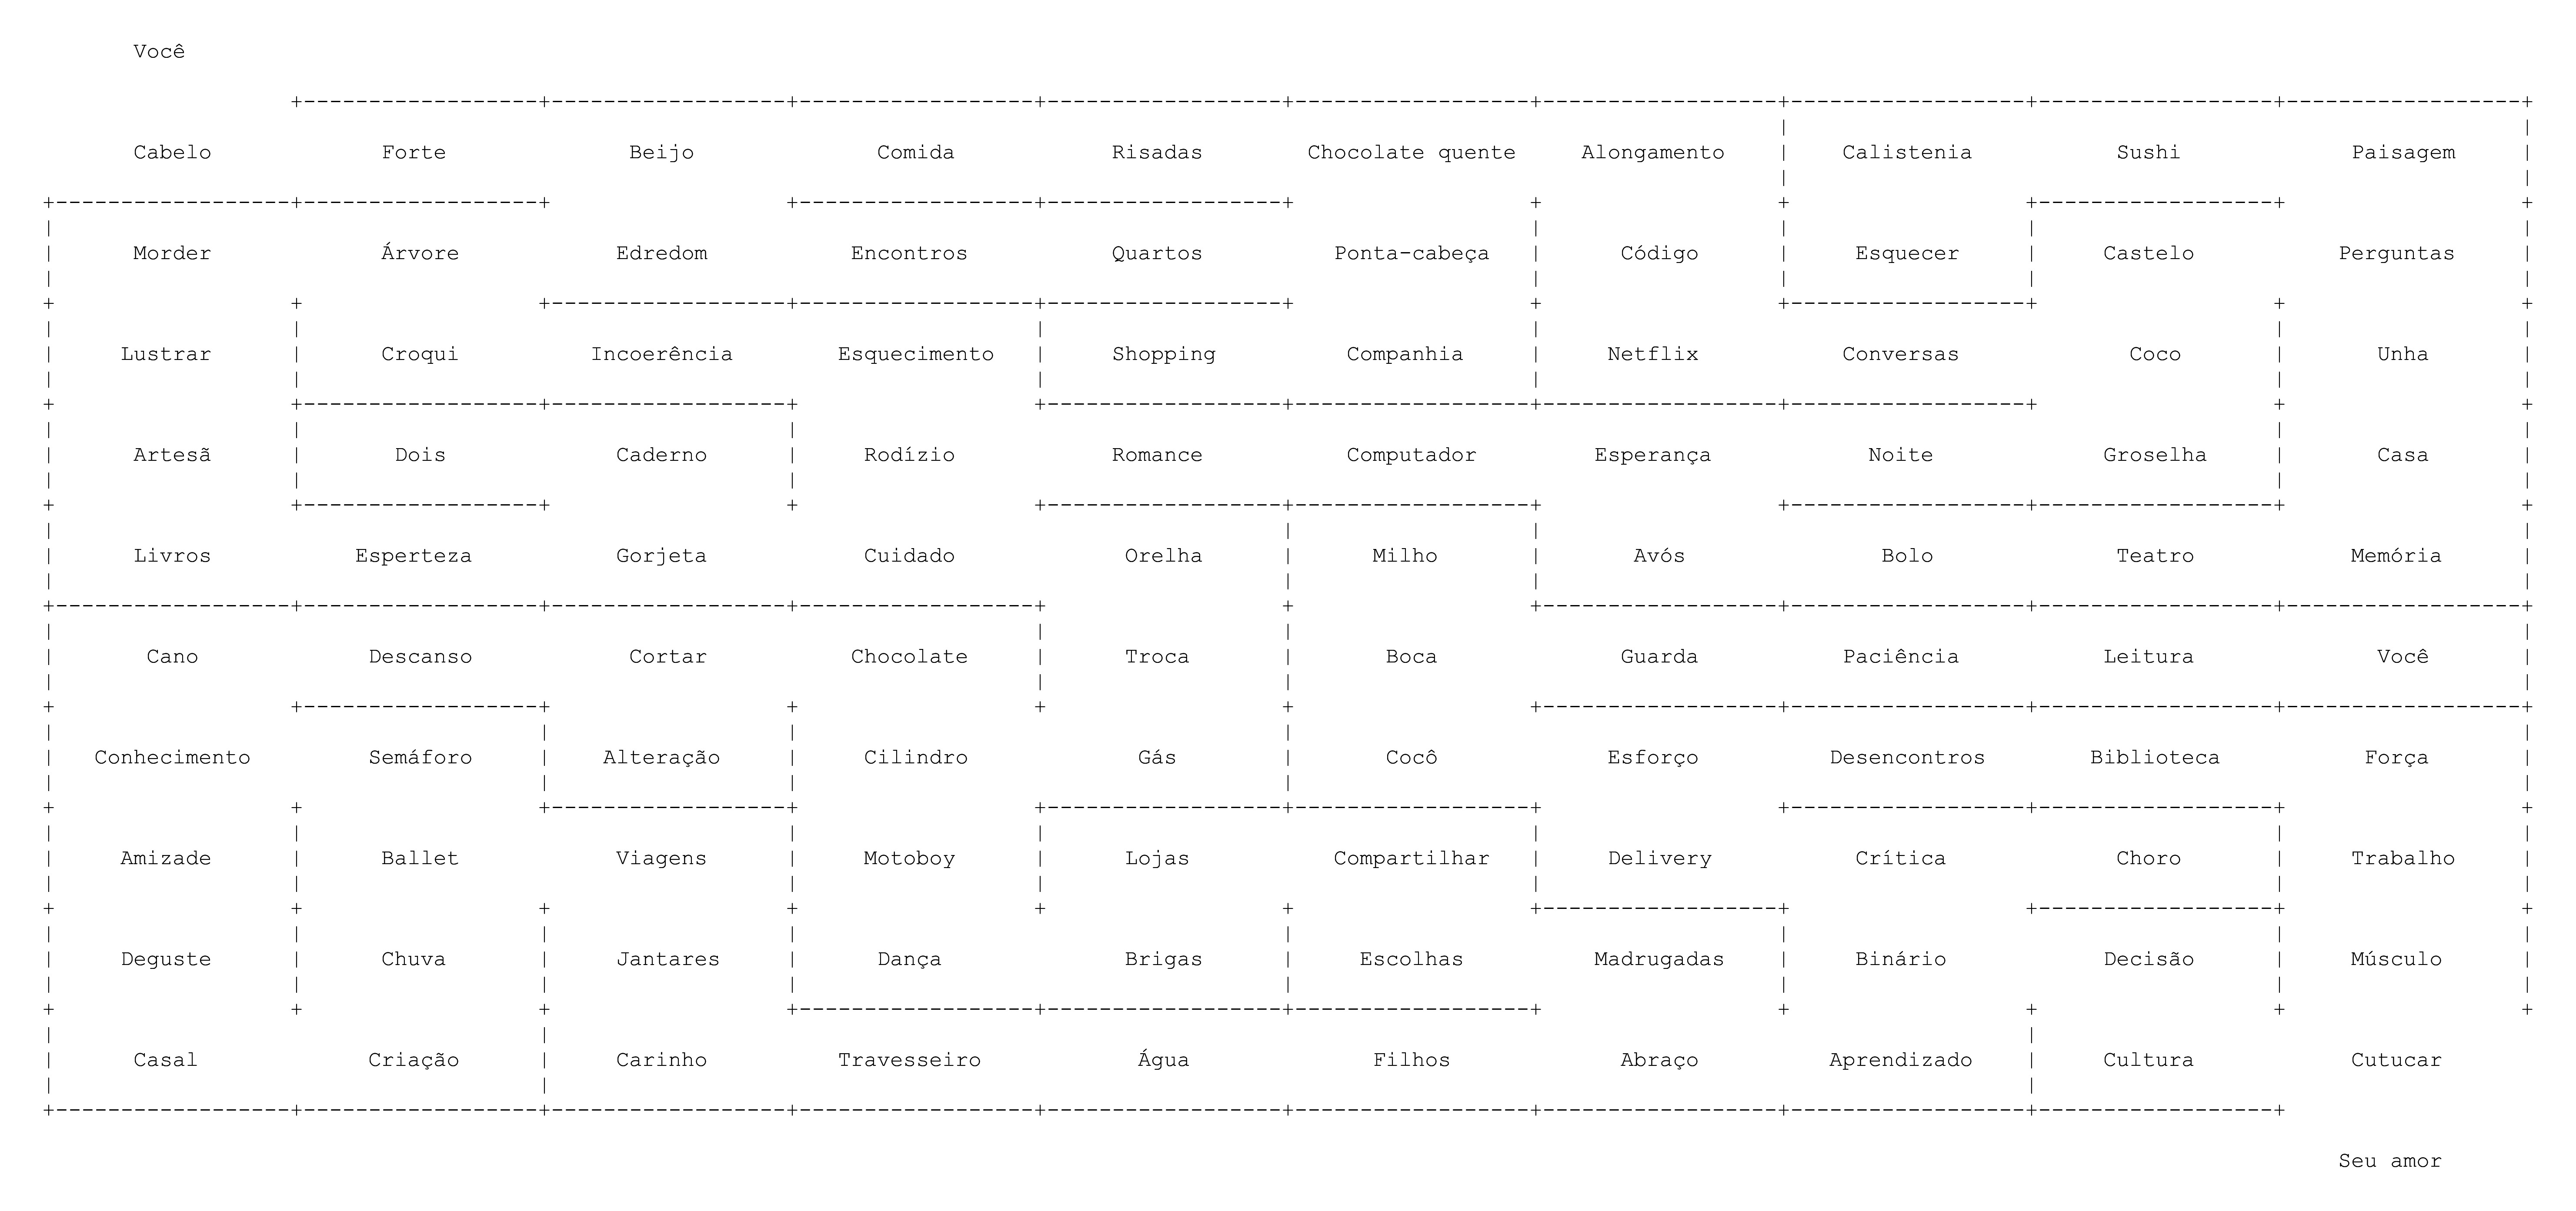 Você
Cabelo Forte Beijo Comida Risadas Chocolate quente Alongamento Calistenia Sushi Paisagem
Morder Árvore Edredom Encontros Quartos Ponta-cabeça Código Esquecer Castelo Perguntas
Lustrar Croqui Incoerência Esquecimento Shopping Companhia Netflix Conversas Coco Unha
Artesã Dois Caderno Rodízio Romance Computador Esperança Noite Groselha Casa
Livros Esperteza Gorjeta Cuidado Orelha Milho Avós Bolo Teatro Memória
Cano Descanso Cortar Chocolate Troca Boca Guarda Paciência Leitura Você
Conhecimento Semáforo Alteração Cilindro Gás Cocô Esforço Desencontros Biblioteca Força
Amizade Ballet Viagens Motoboy Lojas Compartilhar Delivery Crítica Choro Trabalho
Deguste Chuva Jantares Dança Brigas Escolhas Madrugadas Binário Decisão Músculo
Casal Criação Carinho Travesseiro Água Filhos Abraço Aprendizado Cultura Cutucar
Seu amor